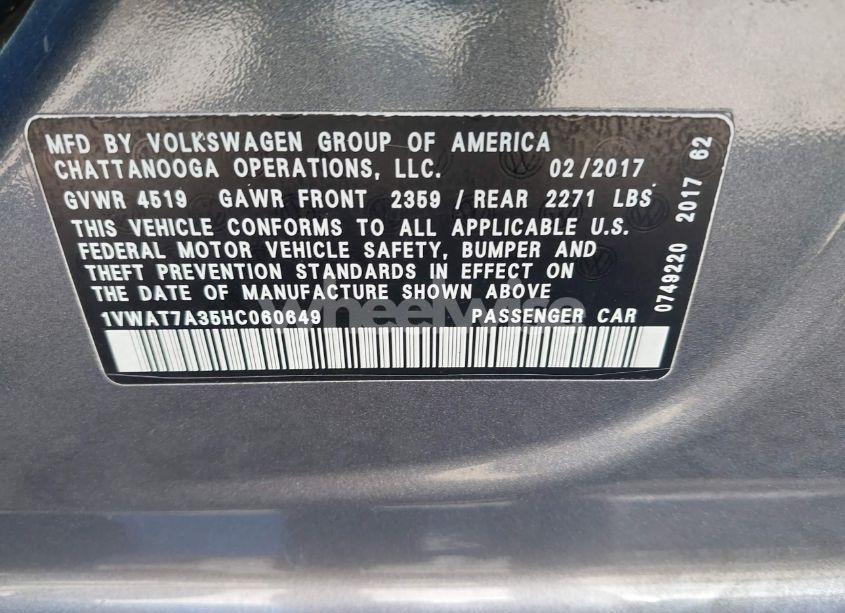 MFD BY VOLKSWAGEN GROUP OF AMERICA
CHATTANOOGA OPERATIONS, LLC. 02/2017
GVWR 4519 GAWR FRONT 2359 / REAR 2271 LBS
THIS VEHICLE CONFORMS TO ALL APPLICABLE U.S.
FEDERAL MOTOR VEHICLE SAFETY, BUMPER AND
THEFT PREVENTION STANDARDS IN EFFECT ON
THE DATE OF MANUFACTURE SHOWN ABOVE
1VWAT7A35HC060649 PASSENGER CAR
0749220 2017 62
wheelwise